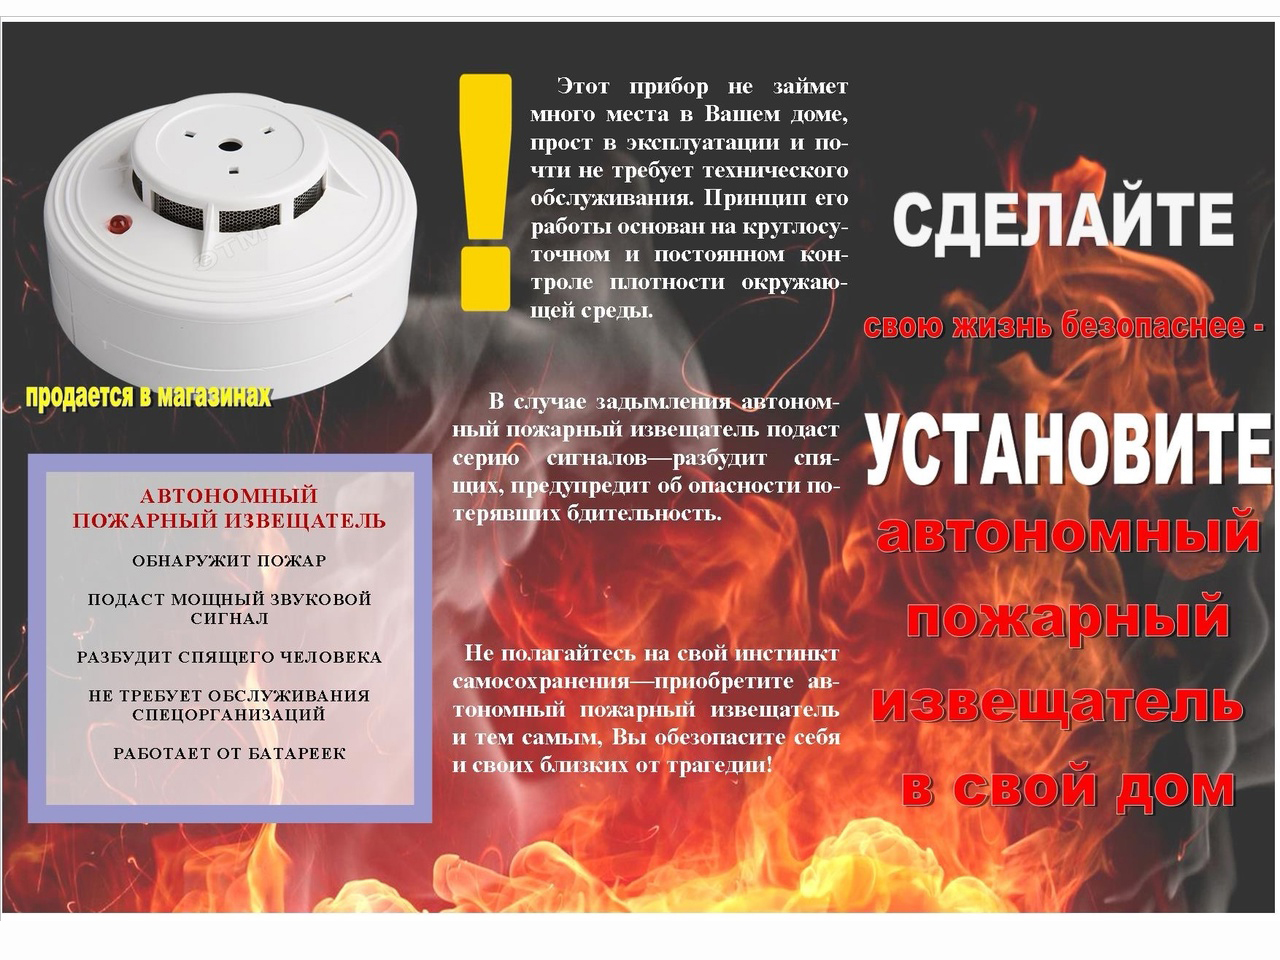 продается в магазинах
АВТОНОМНЫЙ
ПОЖАРНЫЙ ИЗВЕЩАТЕЛЬ
ОБНАРУЖИТ ПОЖАР
ПОДАСТ МОЩНЫЙ ЗВУКОВОЙ
СИГНАЛ
РАЗБУДИТ СПЯЩЕГО ЧЕЛОВЕКА
НЕ ТРЕБУЕТ ОБСЛУЖИВАНИЯ
СПЕЦОРГАНИЗАЦИЙ
РАБОТАЕТ ОТ БАТАРЕЕК
!
Этот прибор не займет
много места в Вашем доме,
прост в эксплуатации и по-
чти не требует технического
обслуживания. Принцип его
работы основан на круглосу-
точном и постоянном кон-
троле плотности окружаю-
щей среды.
В случае задымления автоном-
ный пожарный извещатель подаст
серию сигналов—разбудит спя-
щих, предупредит об опасности по-
терявших бдительность.
Не полагайтесь на свой инстинкт
самосохранения—приобретите ав-
тономный пожарный извещатель
и тем самым, Вы обезопасите себя
и своих близких от трагедии!
СДЕЛАЙТЕ
свою жизнь безопаснее -
УСТАНОВИТЕ
автономный
пожарный
извещатель
в свой дом